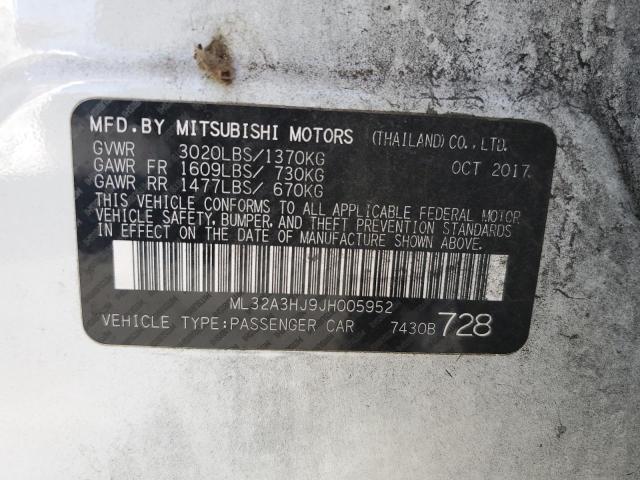 MFD.BY MITSUBISHI MOTORS (THAILAND) CO., LTD.
GVWR 3020LBS/1370KG OCT 2017
GAWR FR 1609LBS/ 730KG
GAWR RR 1477LBS/ 670KG
THIS VEHICLE CONFORMS TO ALL APPLICABLE FEDERAL MOTOR
VEHICLE SAFETY, BUMPER, AND THEFT PREVENTION STANDARDS
IN EFFECT ON THE DATE OF MANUFACTURE SHOWN ABOVE.
ML32A3HJ9JH005952
VEHICLE TYPE:PASSENGER CAR 7430B 728